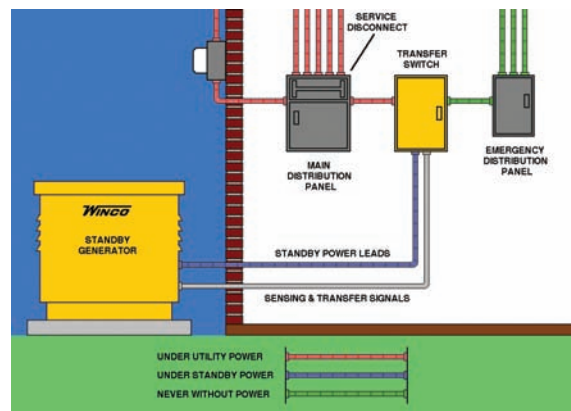 SERVICE
DISCONNECT
TRANSFER
SWITCH
MAIN
DISTRIBUTION
PANEL
EMERGENCY
DISTRIBUTION
PANEL
WINCO
STANDBY
GENERATOR
STANDBY POWER LEADS
SENSING & TRANSFER SIGNALS
UNDER UTILITY POWER
UNDER STANDBY POWER
NEVER WITHOUT POWER